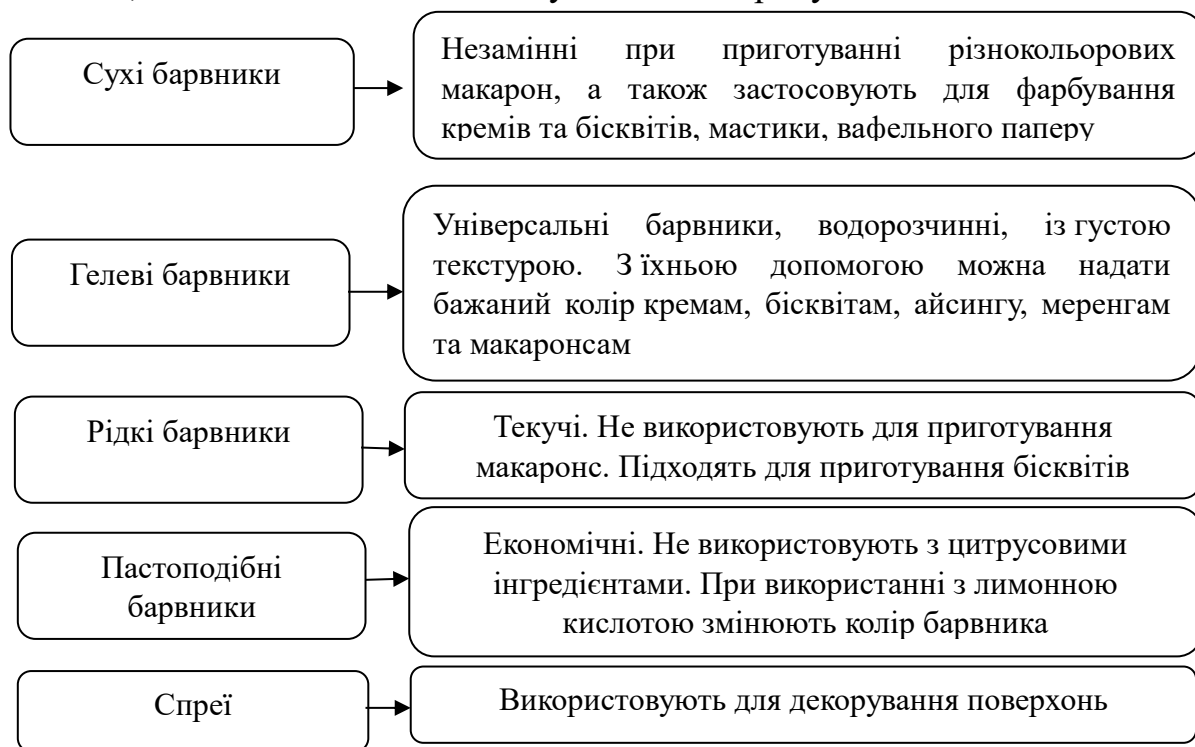 Сухі барвники
Незамінні при приготуванні різнокольорових
макарон, а також застосовують для фарбування
кремів та бісквітів, мастики, вафельного паперу
Гелеві барвники
Універсальні барвники, водорозчинні, із густою
текстурою. З їхньою допомогою можна надати
бажаний колір кремам, бісквітам, айсингу, меренгам
та макаронсам
Рідкі барвники
Текучі. Не використовують для приготування
макаронс. Підходять для приготування бісквітів
Пастоподібні
барвники
Економічні. Не використовують з цитрусовими
інгредієнтами. При використанні з лимонною
кислотою змінюють колір барвника
Спреї
Використовують для декорування поверхонь